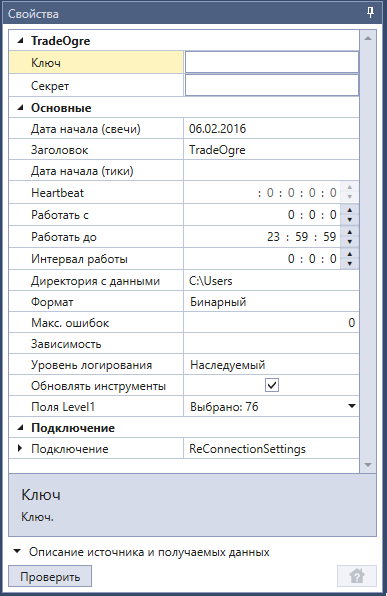 Свойства
TradeOgre
Ключ
Секрет
Основные
Дата начала (свечи) 06.02.2016
Заголовок TradeOgre
Дата начала (тики)
Heartbeat : 0 : 0 : 0 : 0
Работать с 0 : 0 : 0
Работать до 23 : 59 : 59
Интервал работы 0 : 0 : 0
Директория с данными C:\Users
Формат Бинарный
Макс. ошибок 0
Зависимость
Уровень логирования Наследуемый
Обновлять инструменты
Поля Level1 Выбрано: 76
Подключение
Подключение ReConnectionSettings
Ключ
Ключ.
Описание источника и получаемых данных
Проверить